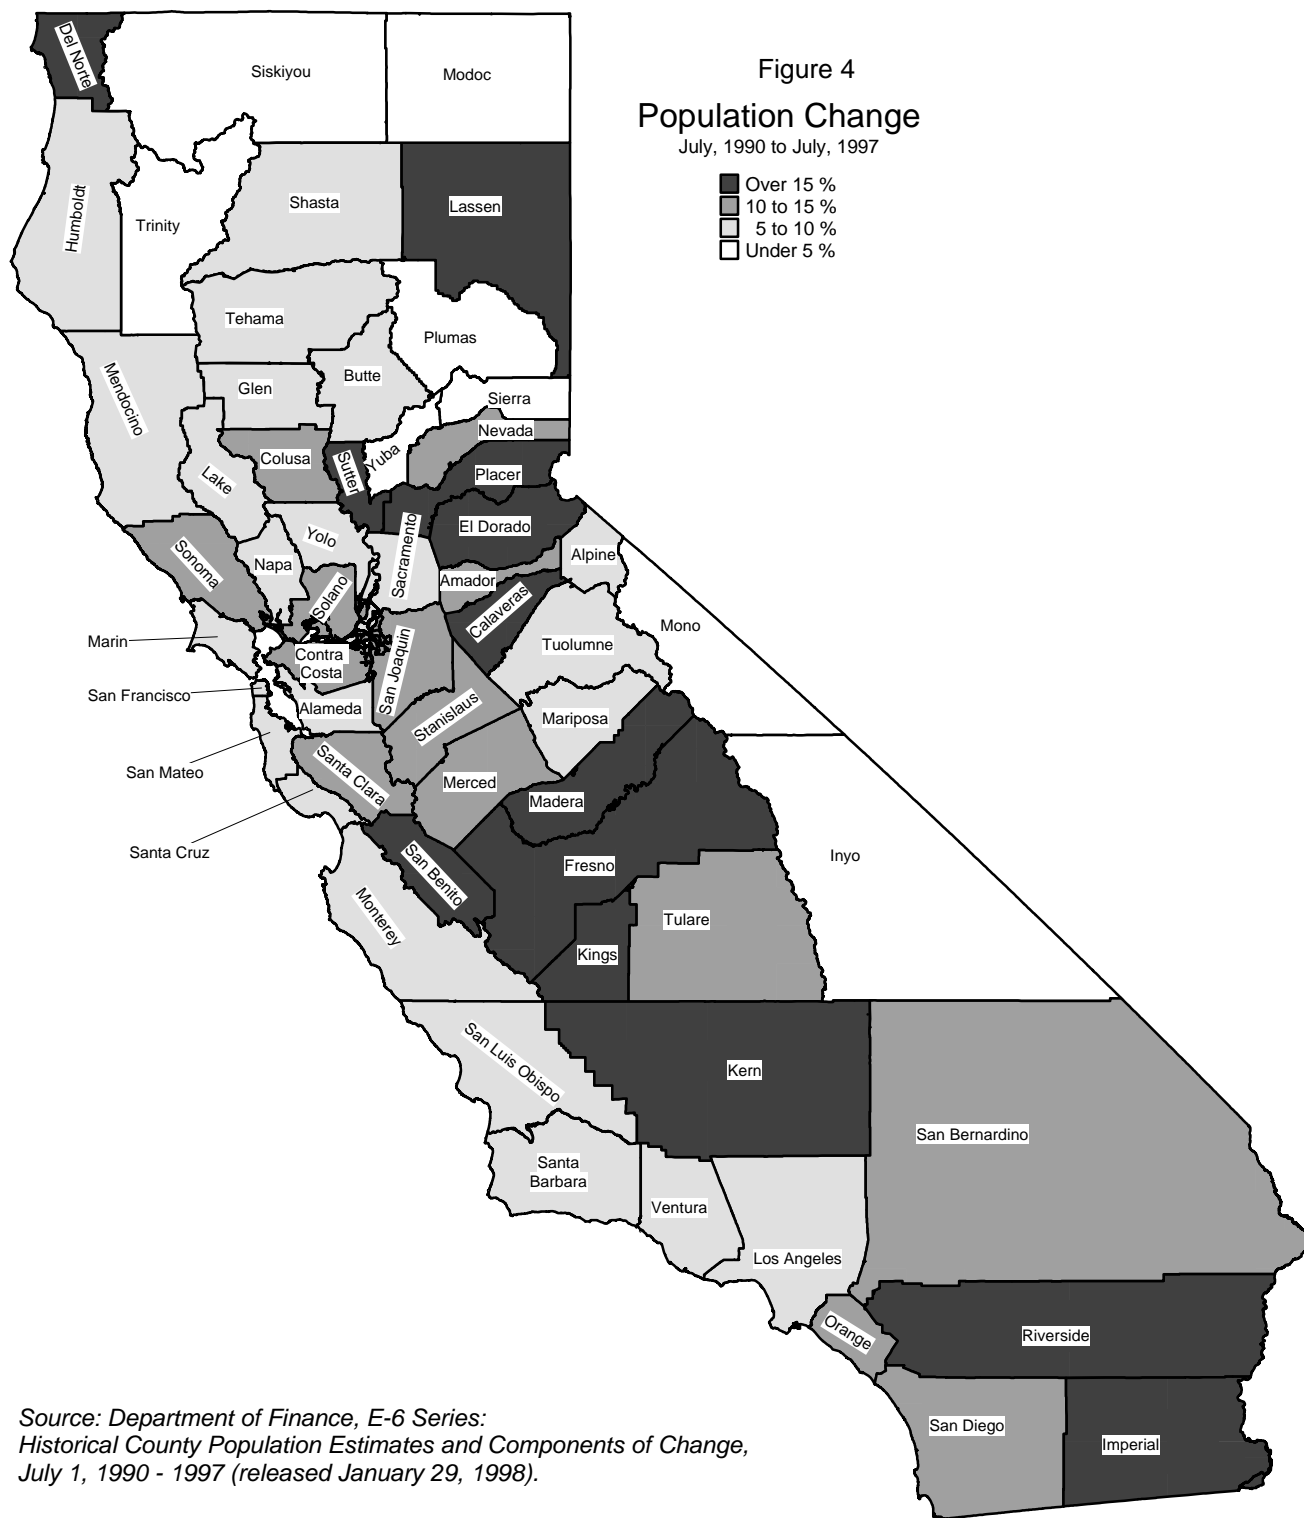 Figure 4
Population Change
July, 1990 to July, 1997
Over 15 %
10 to 15 %
5 to 10 %
Under 5 %
Del Norte
Siskiyou
Modoc
Humboldt
Trinity
Shasta
Lassen
Tehama
Plumas
Mendocino
Glen
Butte
Sierra
Nevada
Colusa
Sutter
Yuba
Placer
Lake
El Dorado
Yolo
Sacramento
Sonoma
Napa
Alpine
Solano
Amador
Calaveras
Marin
Mono
Tuolumne
Contra
Costa
San Joaquin
San Francisco
Alameda
Stanislaus
Mariposa
San Mateo
Santa Clara
Merced
Madera
Santa Cruz
San Benito
Fresno
Inyo
Monterey
Tulare
Kings
San Luis Obispo
Kern
San Bernardino
Santa
Barbara
Ventura
Los Angeles
Orange
Riverside
San Diego
Imperial
Source: Department of Finance, E-6 Series:
Historical County Population Estimates and Components of Change,
July 1, 1990 - 1997 (released January 29, 1998).